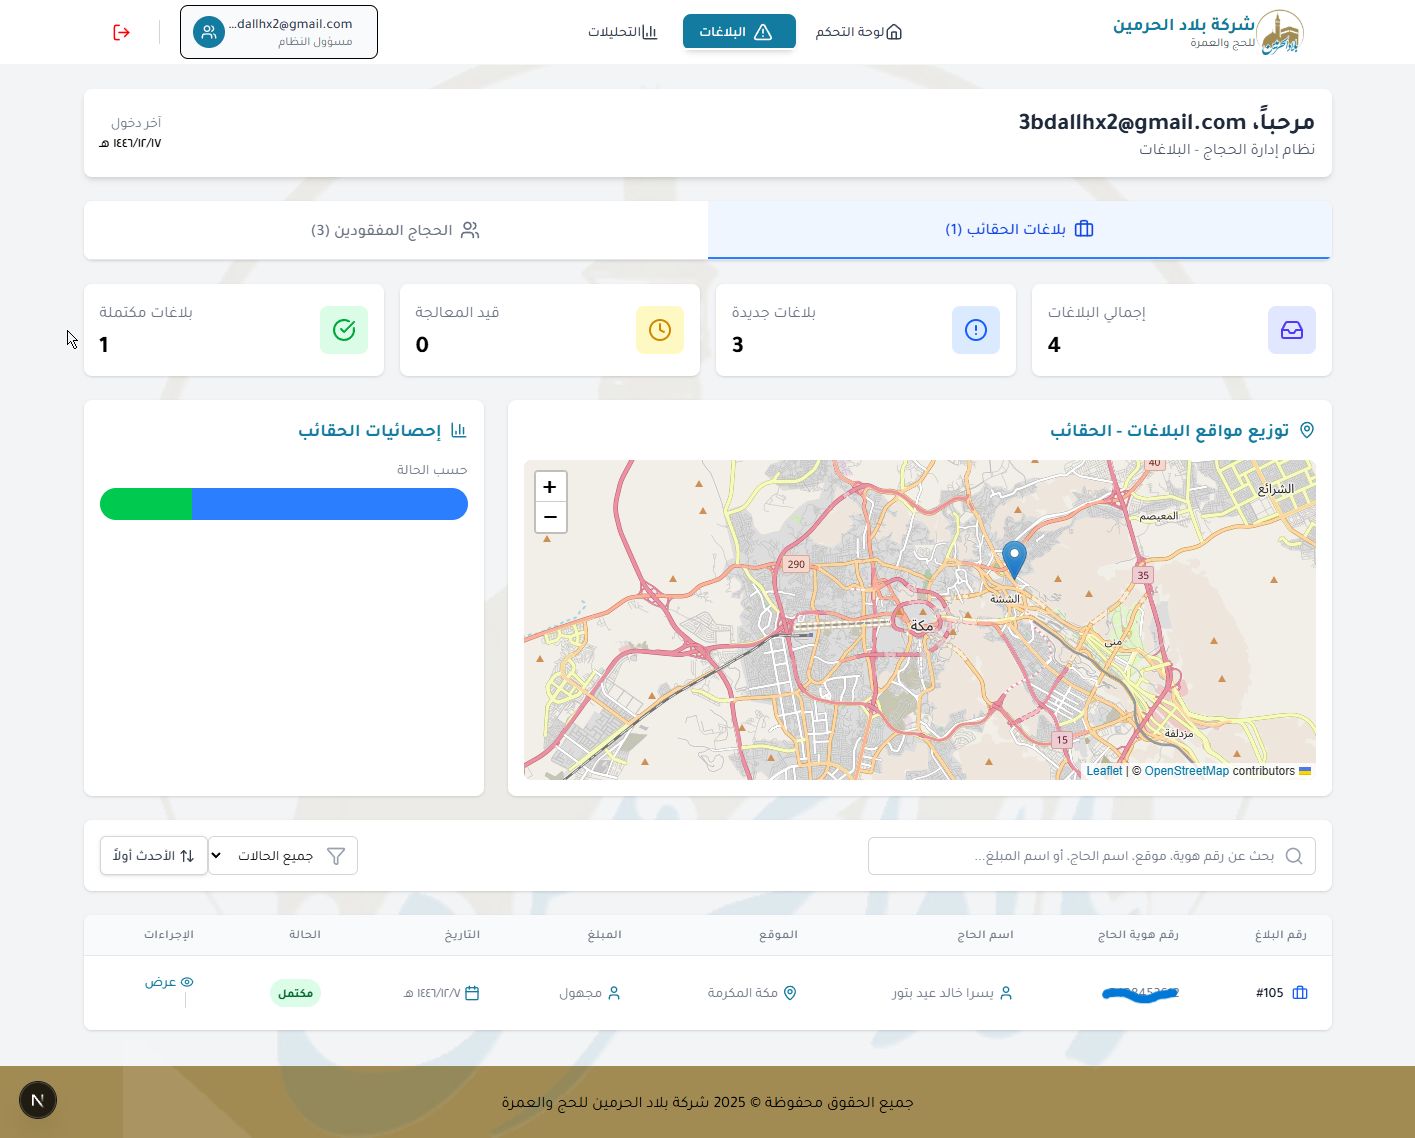 شركة بلاد الحرمين
للحج والعمرة
لوحة التحكم
البلاغات
التحليلات
dallhx2@gmail.com...
مسؤول النظام
مرحباً، 3bdallhx2@gmail.com
نظام إدارة الحجاج - البلاغات
آخر دخول
١٤٤٦/١٢/١٧ هـ
بلاغات الحقائب (1)
الحجاج المفقودين (3)
إجمالي البلاغات
4
بلاغات جديدة
3
قيد المعالجة
0
بلاغات مكتملة
1
توزيع مواقع البلاغات - الحقائب
+
−
40
الشرائع
المعيصم
290
35
الششة
مكة
منى
15
مزدلفة
Leaflet | © OpenStreetMap contributors
إحصائيات الحقائب
حسب الحالة
بحث عن رقم هوية، موقع، اسم الحاج، أو اسم المبلغ...
جميع الحالات
الأحدث أولاً
رقم البلاغ
رقم هوية الحاج
اسم الحاج
الموقع
المبلغ
التاريخ
الحالة
الإجراءات
#105
يسرا خالد عيد بتور
مكة المكرمة
مجهول
١٤٤٦/١٢/٧ هـ
مكتمل
عرض
جميع الحقوق محفوظة © 2025 شركة بلاد الحرمين للحج والعمرة
N